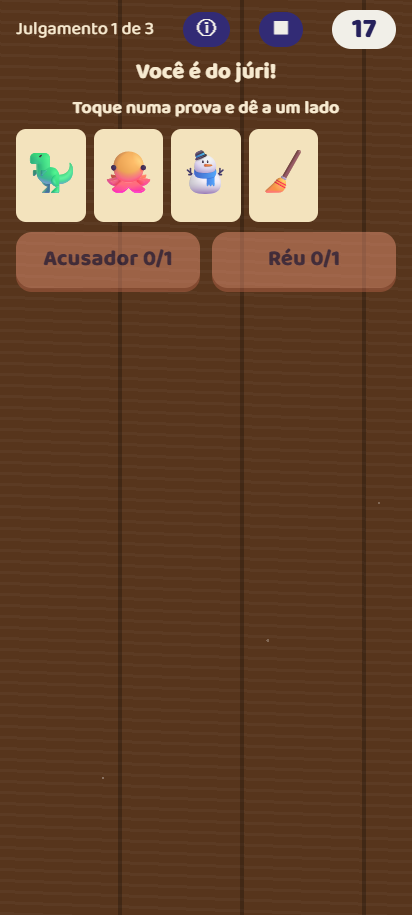 Julgamento 1 de 3
17
Você é do júri!
Toque numa prova e dê a um lado
Acusador 0/1
Réu 0/1